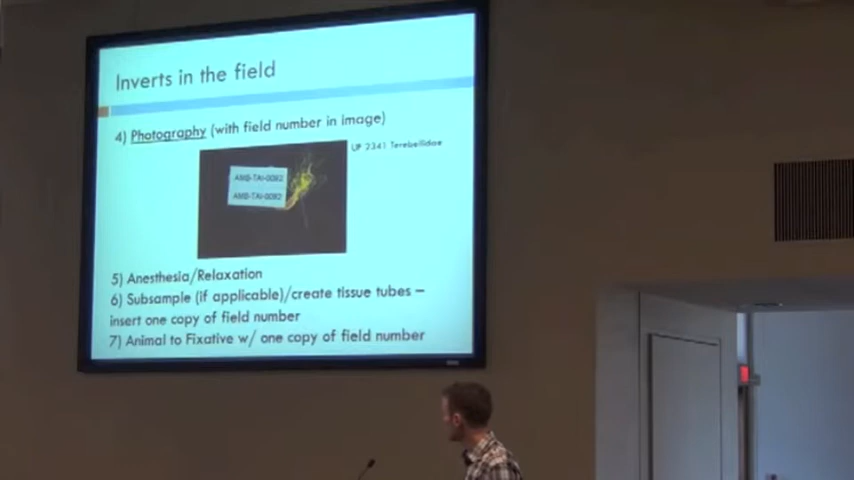 Inverts in the field
4) Photography (with field number in image)
UF 2341 Terebellidae
AMB-TAI-0092
AMB-TAI-0092
5) Anesthesia/Relaxation
6) Subsample (if applicable)/create tissue tubes –
insert one copy of field number
7) Animal to Fixative w/ one copy of field number